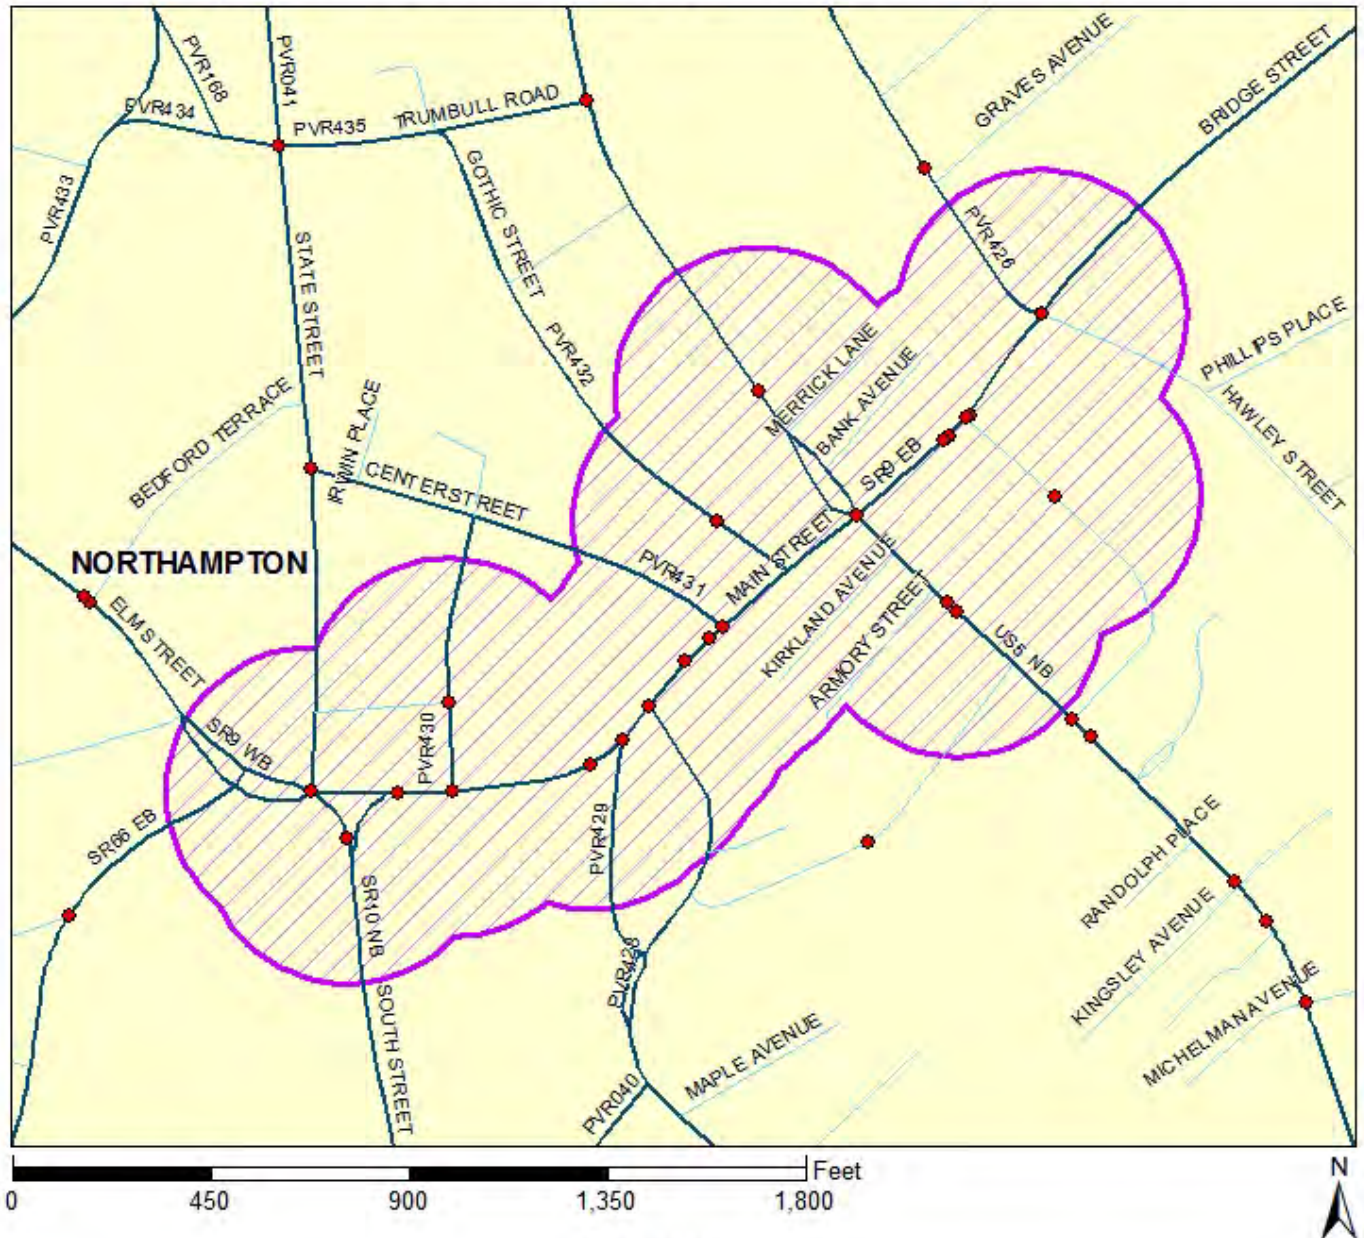 PVR168
PVR041
GRAVES AVENUE
BRIDGE STREET
PVR434
PVR435
TRUMBULL ROAD
PVR433
GOTHIC STREET
PVR426
STATE STREET
PVR432
PHILLIPS PLACE
MERRICK LANE
BANK AVENUE
HAWLEY STREET
BEDFORD TERRACE
IRWIN PLACE
CENTER STREET
SR9 EB
NORTHAMPTON
PVR431
MAIN STREET
KIRKLAND AVENUE
ARMORY STREET
ELM STREET
US5 NB
SR9 WB
PVR430
SR66 EB
PVR429
RANDOLPH PLACE
SR10 NB
KINGSLEY AVENUE
PVR428
SOUTH STREET
MICHELMAN AVENUE
MAPLE AVENUE
PVR040
Feet
0 450 900 1,350 1,800
N